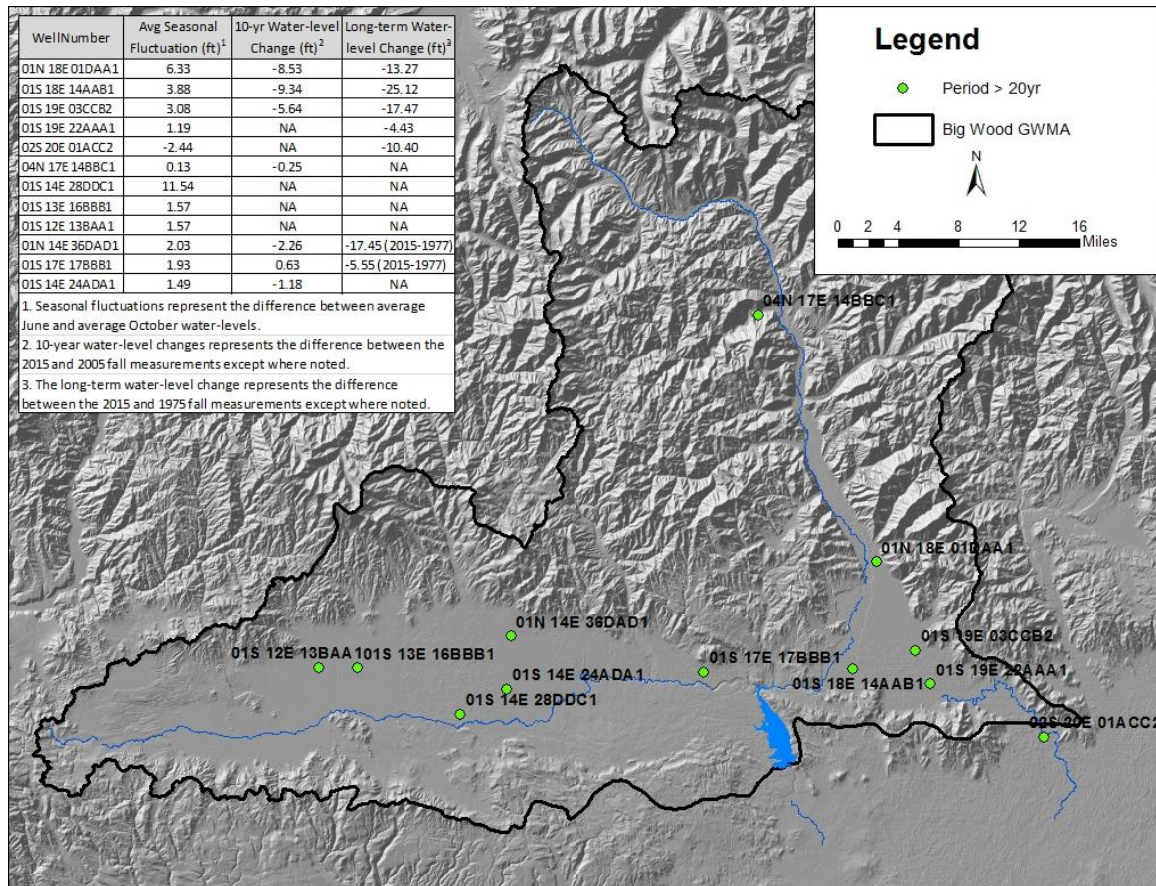 WellNumber | Avg Seasonal Fluctuation (ft)1 | 10-yr Water-level Change (ft)2 | Long-term Water-level Change (ft)3
01N 18E 01DAA1 | 6.33 | -8.53 | -13.27
01S 18E 14AAB1 | 3.88 | -9.34 | -25.12
01S 19E 03CCB2 | 3.08 | -5.64 | -17.47
01S 19E 22AAA1 | 1.19 | NA | -4.43
02S 20E 01ACC2 | -2.44 | NA | -10.40
04N 17E 14BBC1 | 0.13 | -0.25 | NA
01S 14E 28DDC1 | 11.54 | NA | NA
01S 13E 16BBB1 | 1.57 | NA | NA
01S 12E 13BAA1 | 1.57 | NA | NA
01N 14E 36DAD1 | 2.03 | -2.26 | -17.45 (2015-1977)
01S 17E 17BBB1 | 1.93 | 0.63 | -5.55 (2015-1977)
01S 14E 24ADA1 | 1.49 | -1.18 | NA
1. Seasonal fluctuations represent the difference between average
June and average October water-levels.
2. 10-year water-level changes represents the difference between the
2015 and 2005 fall measurements except where noted.
3. The long-term water-level change represents the difference
between the 2015 and 1975 fall measurements except where noted.
Legend
Period > 20yr
Big Wood GWMA
N
0 2 4 8 12 16
Miles
04N 17E 14BBC1
01N 18E 01DAA1
01N 14E 36DAD1
01S 19E 03CCB2
01S 12E 13BAA1
01S 13E 16BBB1
01S 17E 17BBB1
01S 19E 22AAA1
01S 18E 14AAB1
01S 14E 24ADA1
01S 14E 28DDC1
02S 20E 01ACC2